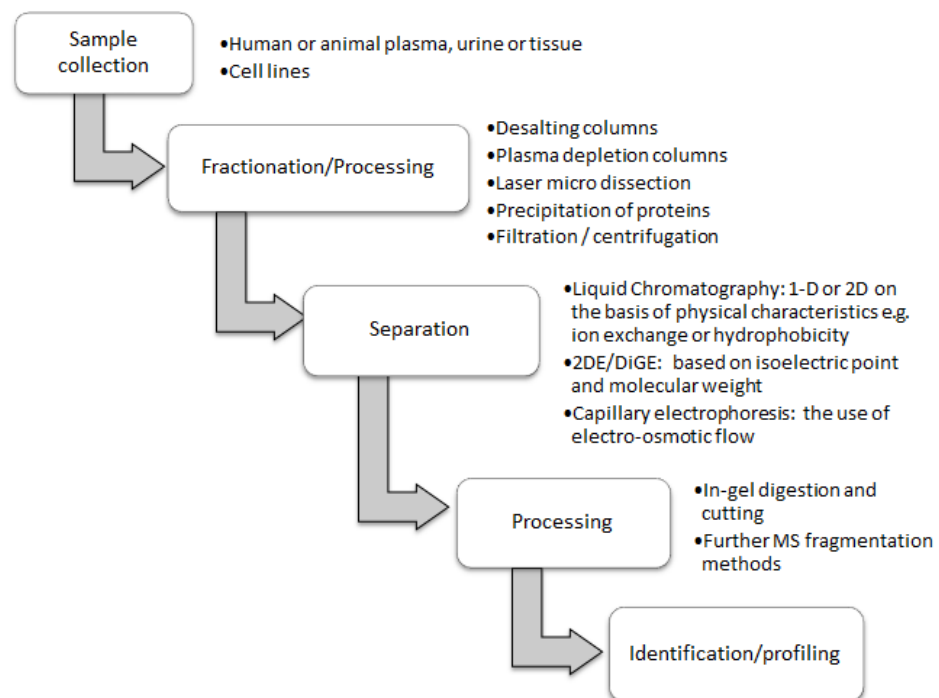 Sample
collection
•Human or animal plasma, urine or tissue
•Cell lines
Fractionation/Processing
•Desalting columns
•Plasma depletion columns
•Laser micro dissection
•Precipitation of proteins
•Filtration / centrifugation
Separation
•Liquid Chromatography: 1-D or 2D on
the basis of physical characteristics e.g.
ion exchange or hydrophobicity
•2DE/DiGE: based on isoelectric point
and molecular weight
•Capillary electrophoresis: the use of
electro-osmotic flow
Processing
•In-gel digestion and
cutting
•Further MS fragmentation
methods
Identification/profiling